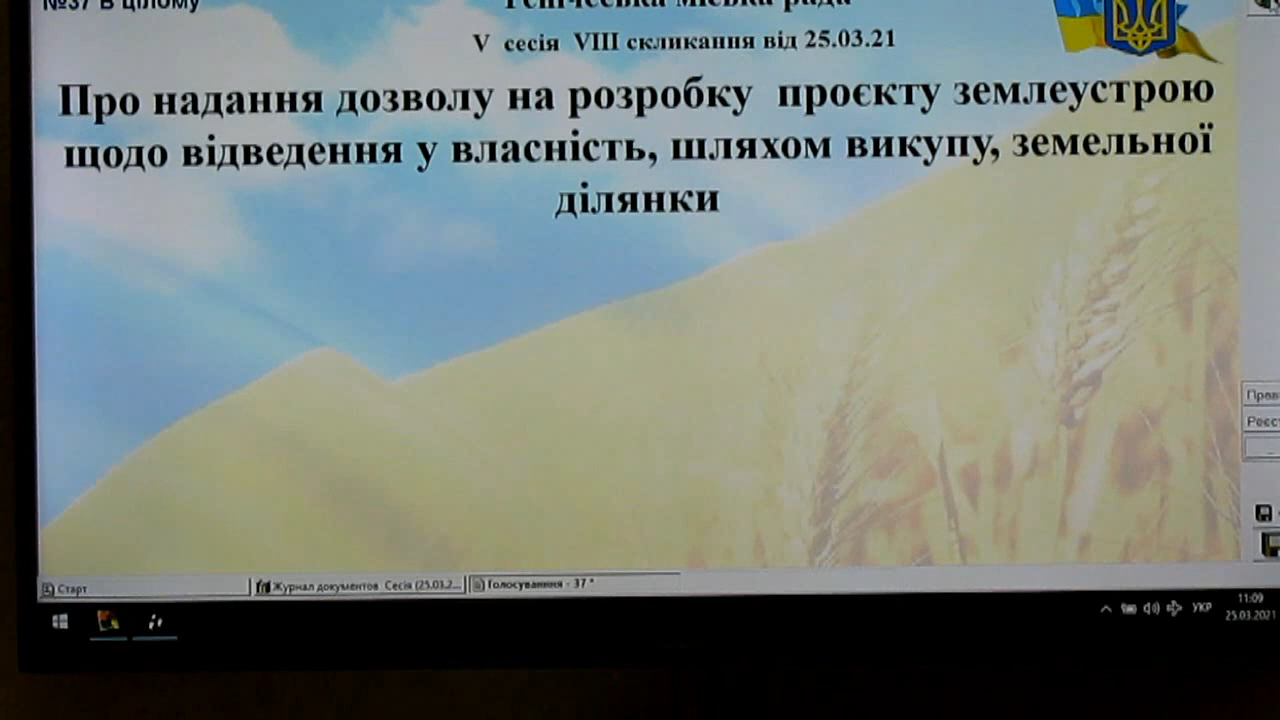 №37 В цілому
міська рада
V сесія VIII скликання від 25.03.21
Про надання дозволу на розробку проєкту землеустрою
щодо відведення у власність, шляхом викупу, земельної
ділянки
Старт
Журнал документов Сесія (25.03.2...
Голосування - 37 *
УКР
11:09
25.03.2021